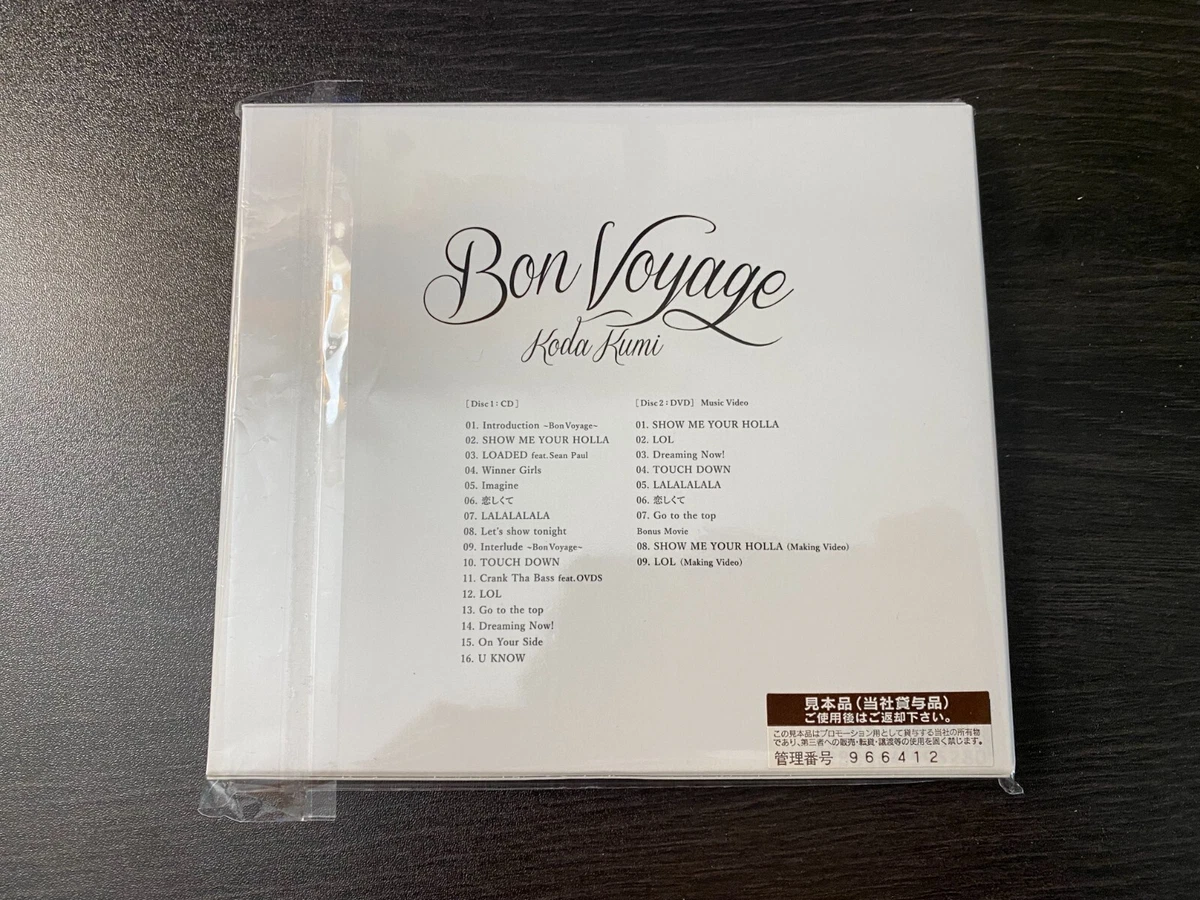 Bon Voyage
Koda Kumi
[Disc 1 : CD]
01. Introduction ~Bon Voyage~
02. SHOW ME YOUR HOLLA
03. LOADED feat. Sean Paul
04. Winner Girls
05. Imagine
06. 恋しくて
07. LALALALALA
08. Let's show tonight
09. Interlude ~Bon Voyage~
10. TOUCH DOWN
11. Crank Tha Bass feat. OVDS
12. LOL
13. Go to the top
14. Dreaming Now!
15. On Your Side
16. U KNOW
[Disc 2 : DVD] Music Video
01. SHOW ME YOUR HOLLA
02. LOL
03. Dreaming Now!
04. TOUCH DOWN
05. LALALALALA
06. 恋しくて
07. Go to the top
Bonus Movie
08. SHOW ME YOUR HOLLA (Making Video)
09. LOL (Making Video)
見本品(当社貸与品)
ご使用後はご返却下さい。
この見本品はプロモーション用として貸与する当社の所有物
であり、第三者への販売・転貸・譲渡等の使用を固く禁じます。
管理番号 966412